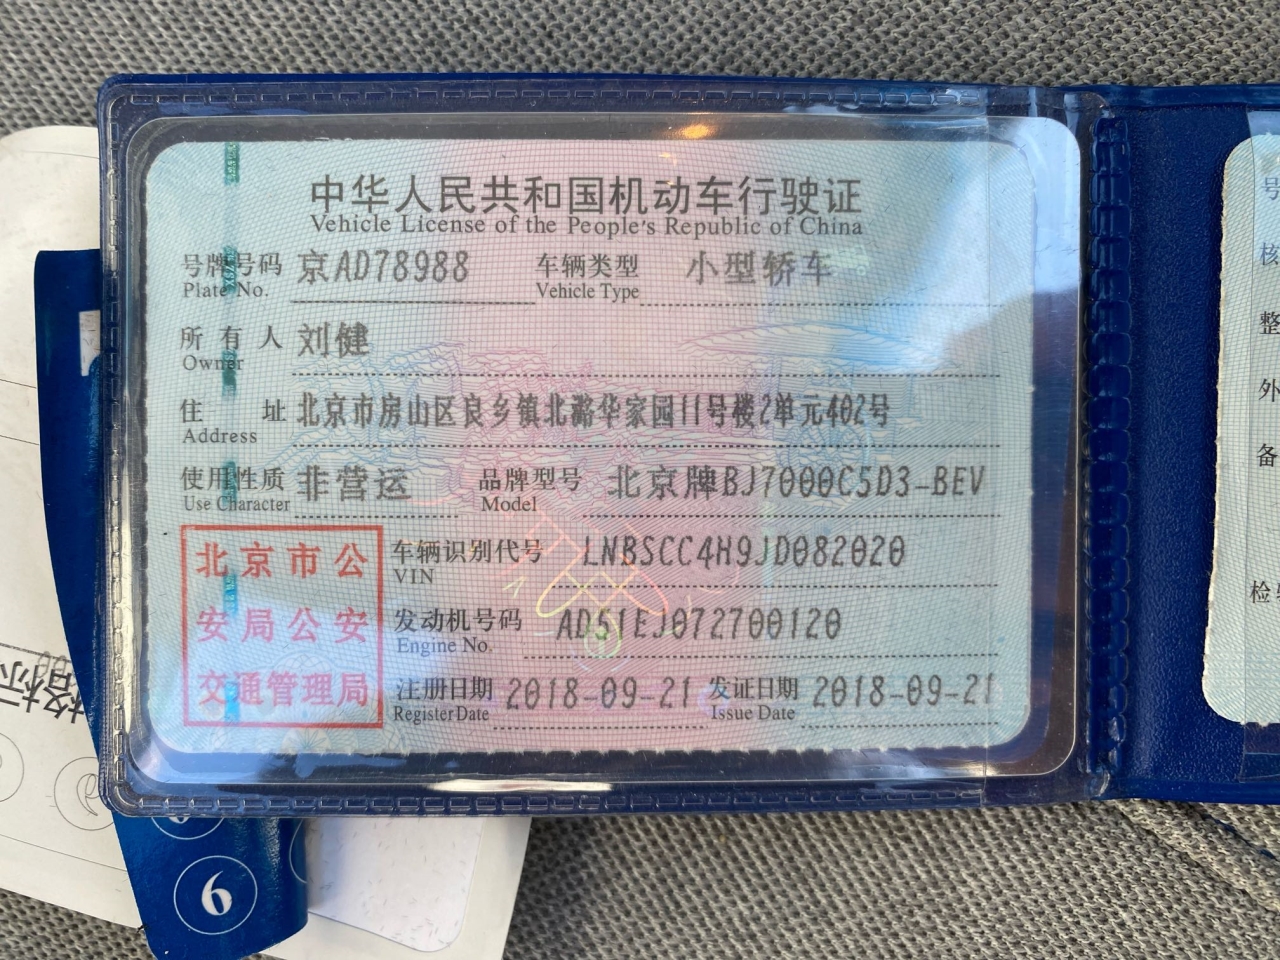 中华人民共和国机动车行驶证
Vehicle License of the People's Republic of China
号牌号码 京AD78988 车辆类型 小型轿车
Plate No. Vehicle Type
所有人 刘健
Owner
住址 北京市房山区良乡镇北潞华家园11号楼2单元402号
Address
使用性质 非营运 品牌型号 北京牌BJ7000C5D3-BEV
Use Character Model
北京市公
安局公安
交通管理局
车辆识别代号 LNBSCC4H9JD082020
VIN
发动机号码 AD51EJ072700120
Engine No.
注册日期 2018-09-21 发证日期 2018-09-21
Register Date Issue Date
号
核
整
外
备
检验
6